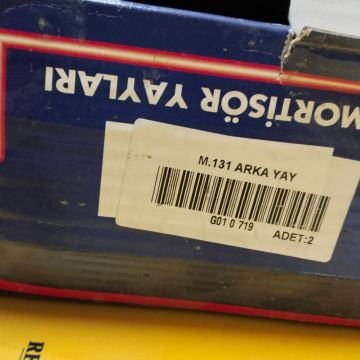 MORTİSÖR YAYLARI
M.131 ARKA YAY
G01 0 719
ADET:2